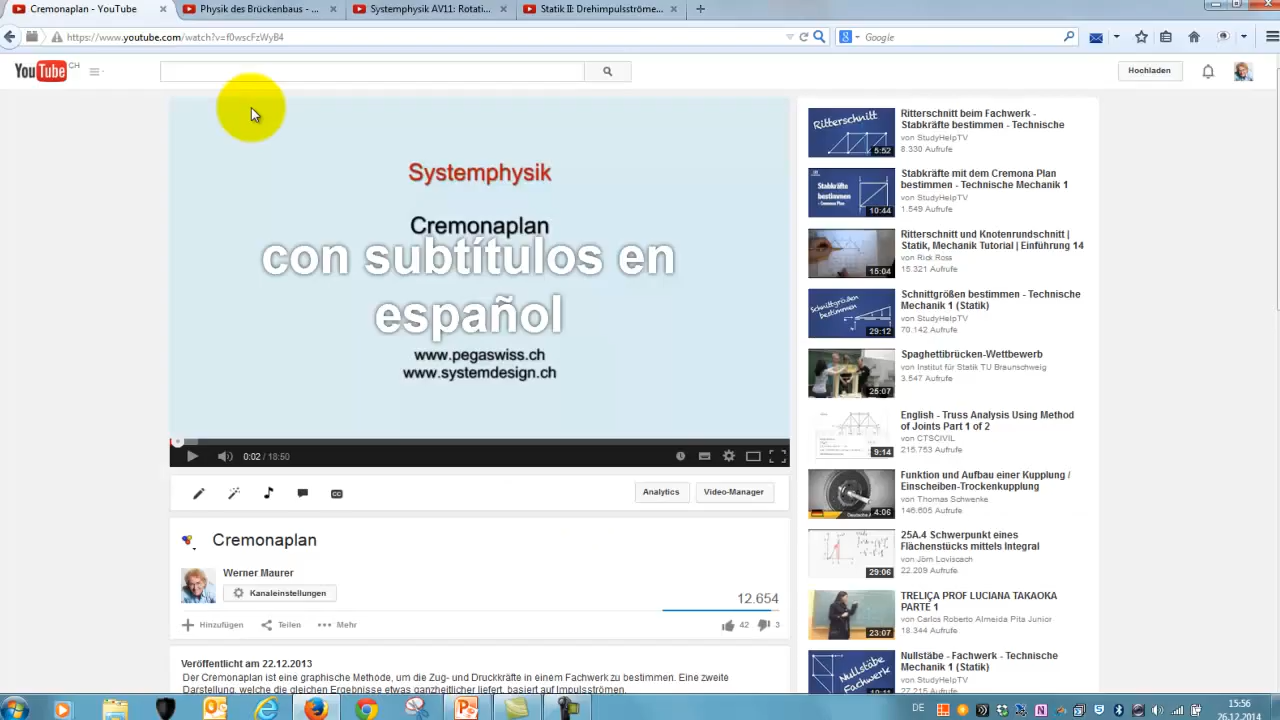 Cremonaplan - YouTube
Physik des Brückenbaus - ...
Systemphysik AV11: Rotati...
Statik II: Drehimpulsströme...
https://www.youtube.com/watch?v=f0wscFzWyB4
Google
YouTube CH
Hochladen
Systemphysik
Cremonaplan
con subtítulos en
español
www.pegaswiss.ch
www.systemdesign.ch
0:02 / 18:50
Analytics
Video-Manager
Cremonaplan
Werner Maurer
Kanaleinstellungen
12.654
Hinzufügen
Teilen
Mehr
42
3
Veröffentlicht am 22.12.2013
Der Cremonaplan ist eine graphische Methode, um die Zug- und Druckkräfte in einem Fachwerk zu bestimmen. Eine zweite
Darstellung, welche die gleichen Ergebnisse etwas ganzheitlicher liefert, basiert auf Impulsströmen.
Ritterschnitt
5:52
Ritterschnitt beim Fachwerk -
Stabkräfte bestimmen - Technische
von StudyHelpTV
8.330 Aufrufe
Stabkräfte
bestimmen
10:44
Stabkräfte mit dem Cremona Plan
bestimmen - Technische Mechanik 1
von StudyHelpTV
1.549 Aufrufe
15:04
Ritterschnitt und Knotenrundschnitt |
Statik, Mechanik Tutorial | Einführung 14
von Rick Ross
15.321 Aufrufe
Schnittgrößen
bestimmen
29:12
Schnittgrößen bestimmen - Technische
Mechanik 1 (Statik)
von StudyHelpTV
70.142 Aufrufe
25:07
Spaghettibrücken-Wettbewerb
von Institut für Statik TU Braunschweig
3.547 Aufrufe
9:14
English - Truss Analysis Using Method
of Joints Part 1 of 2
von CTSCIVIL
215.753 Aufrufe
4:06
Funktion und Aufbau einer Kupplung /
Einscheiben-Trockenkupplung
von Thomas Schwenke
146.605 Aufrufe
29:06
25A.4 Schwerpunkt eines
Flächenstücks mittels Integral
von Jörn Loviscach
22.209 Aufrufe
23:07
TRELIÇA PROF LUCIANA TAKAOKA
PARTE 1
von Carlos Roberto Almeida Pita Junior
18.344 Aufrufe
Nullstäbe
Fachwerk
Nullstäbe - Fachwerk - Technische
Mechanik 1 (Statik)
von StudyHelpTV
27.215 Aufrufe
DE
15:56
26.12.2014